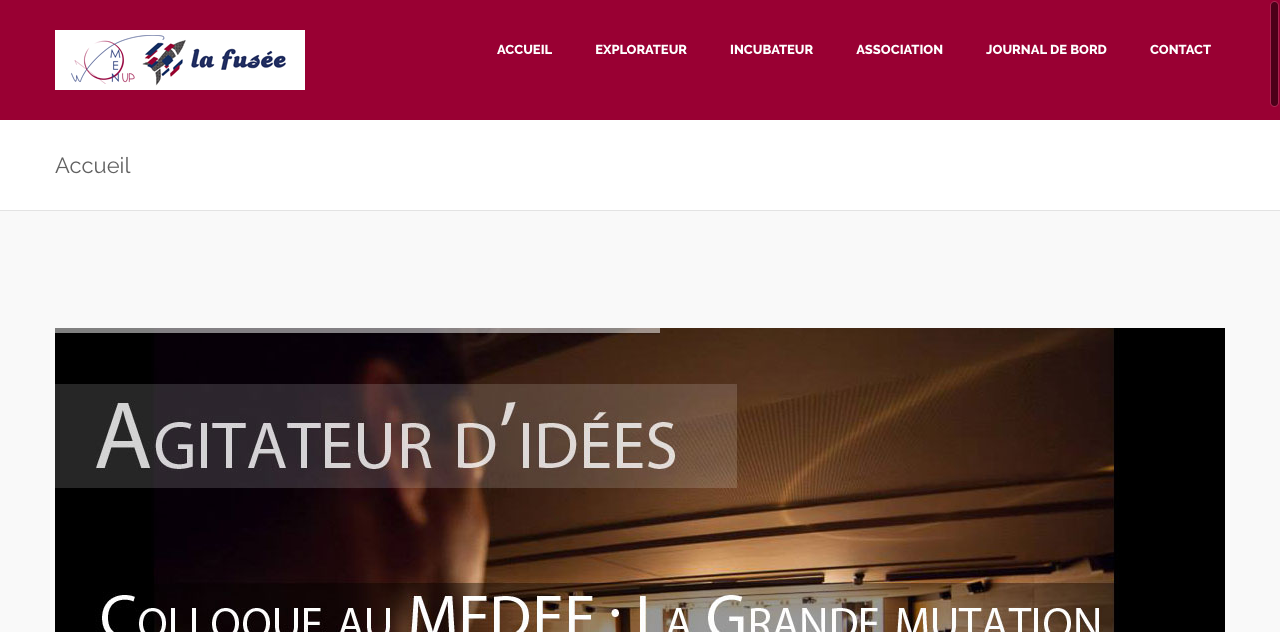 WOMEN UP la fusée
ACCUEIL EXPLORATEUR INCUBATEUR ASSOCIATION JOURNAL DE BORD CONTACT
Accueil
Agitateur d'idées
Colloque au MEDEF : La Grande mutation